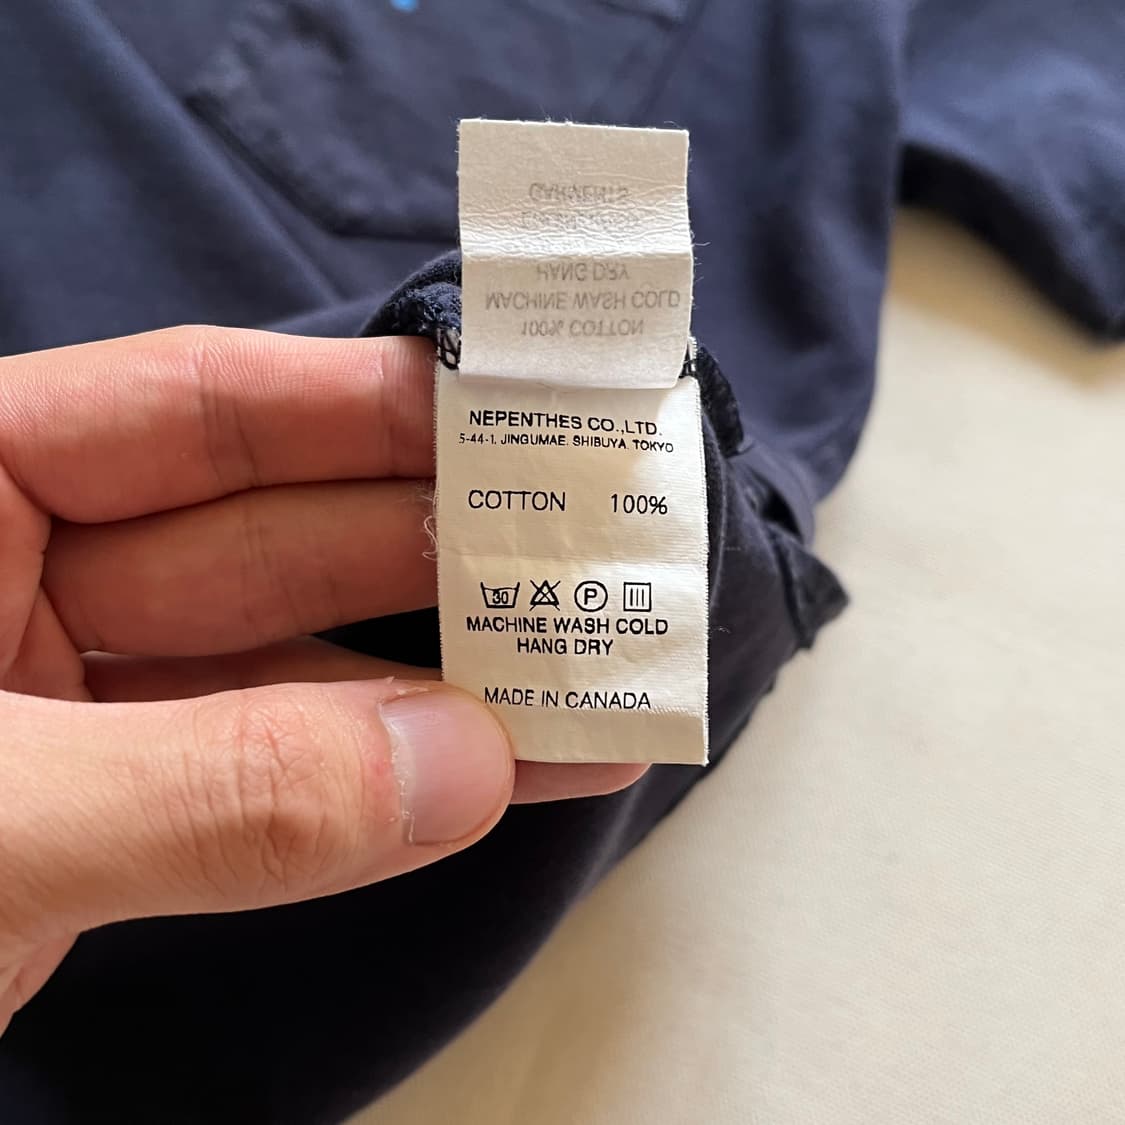 GARMENTS
HANG DRY
MACHINE WASH COLD
100% COTTON
NEPENTHES CO.,LTD.
5-44-1, JINGUMAE. SHIBUYA. TOKYO
COTTON 100%
30 P
MACHINE WASH COLD
HANG DRY
MADE IN CANADA